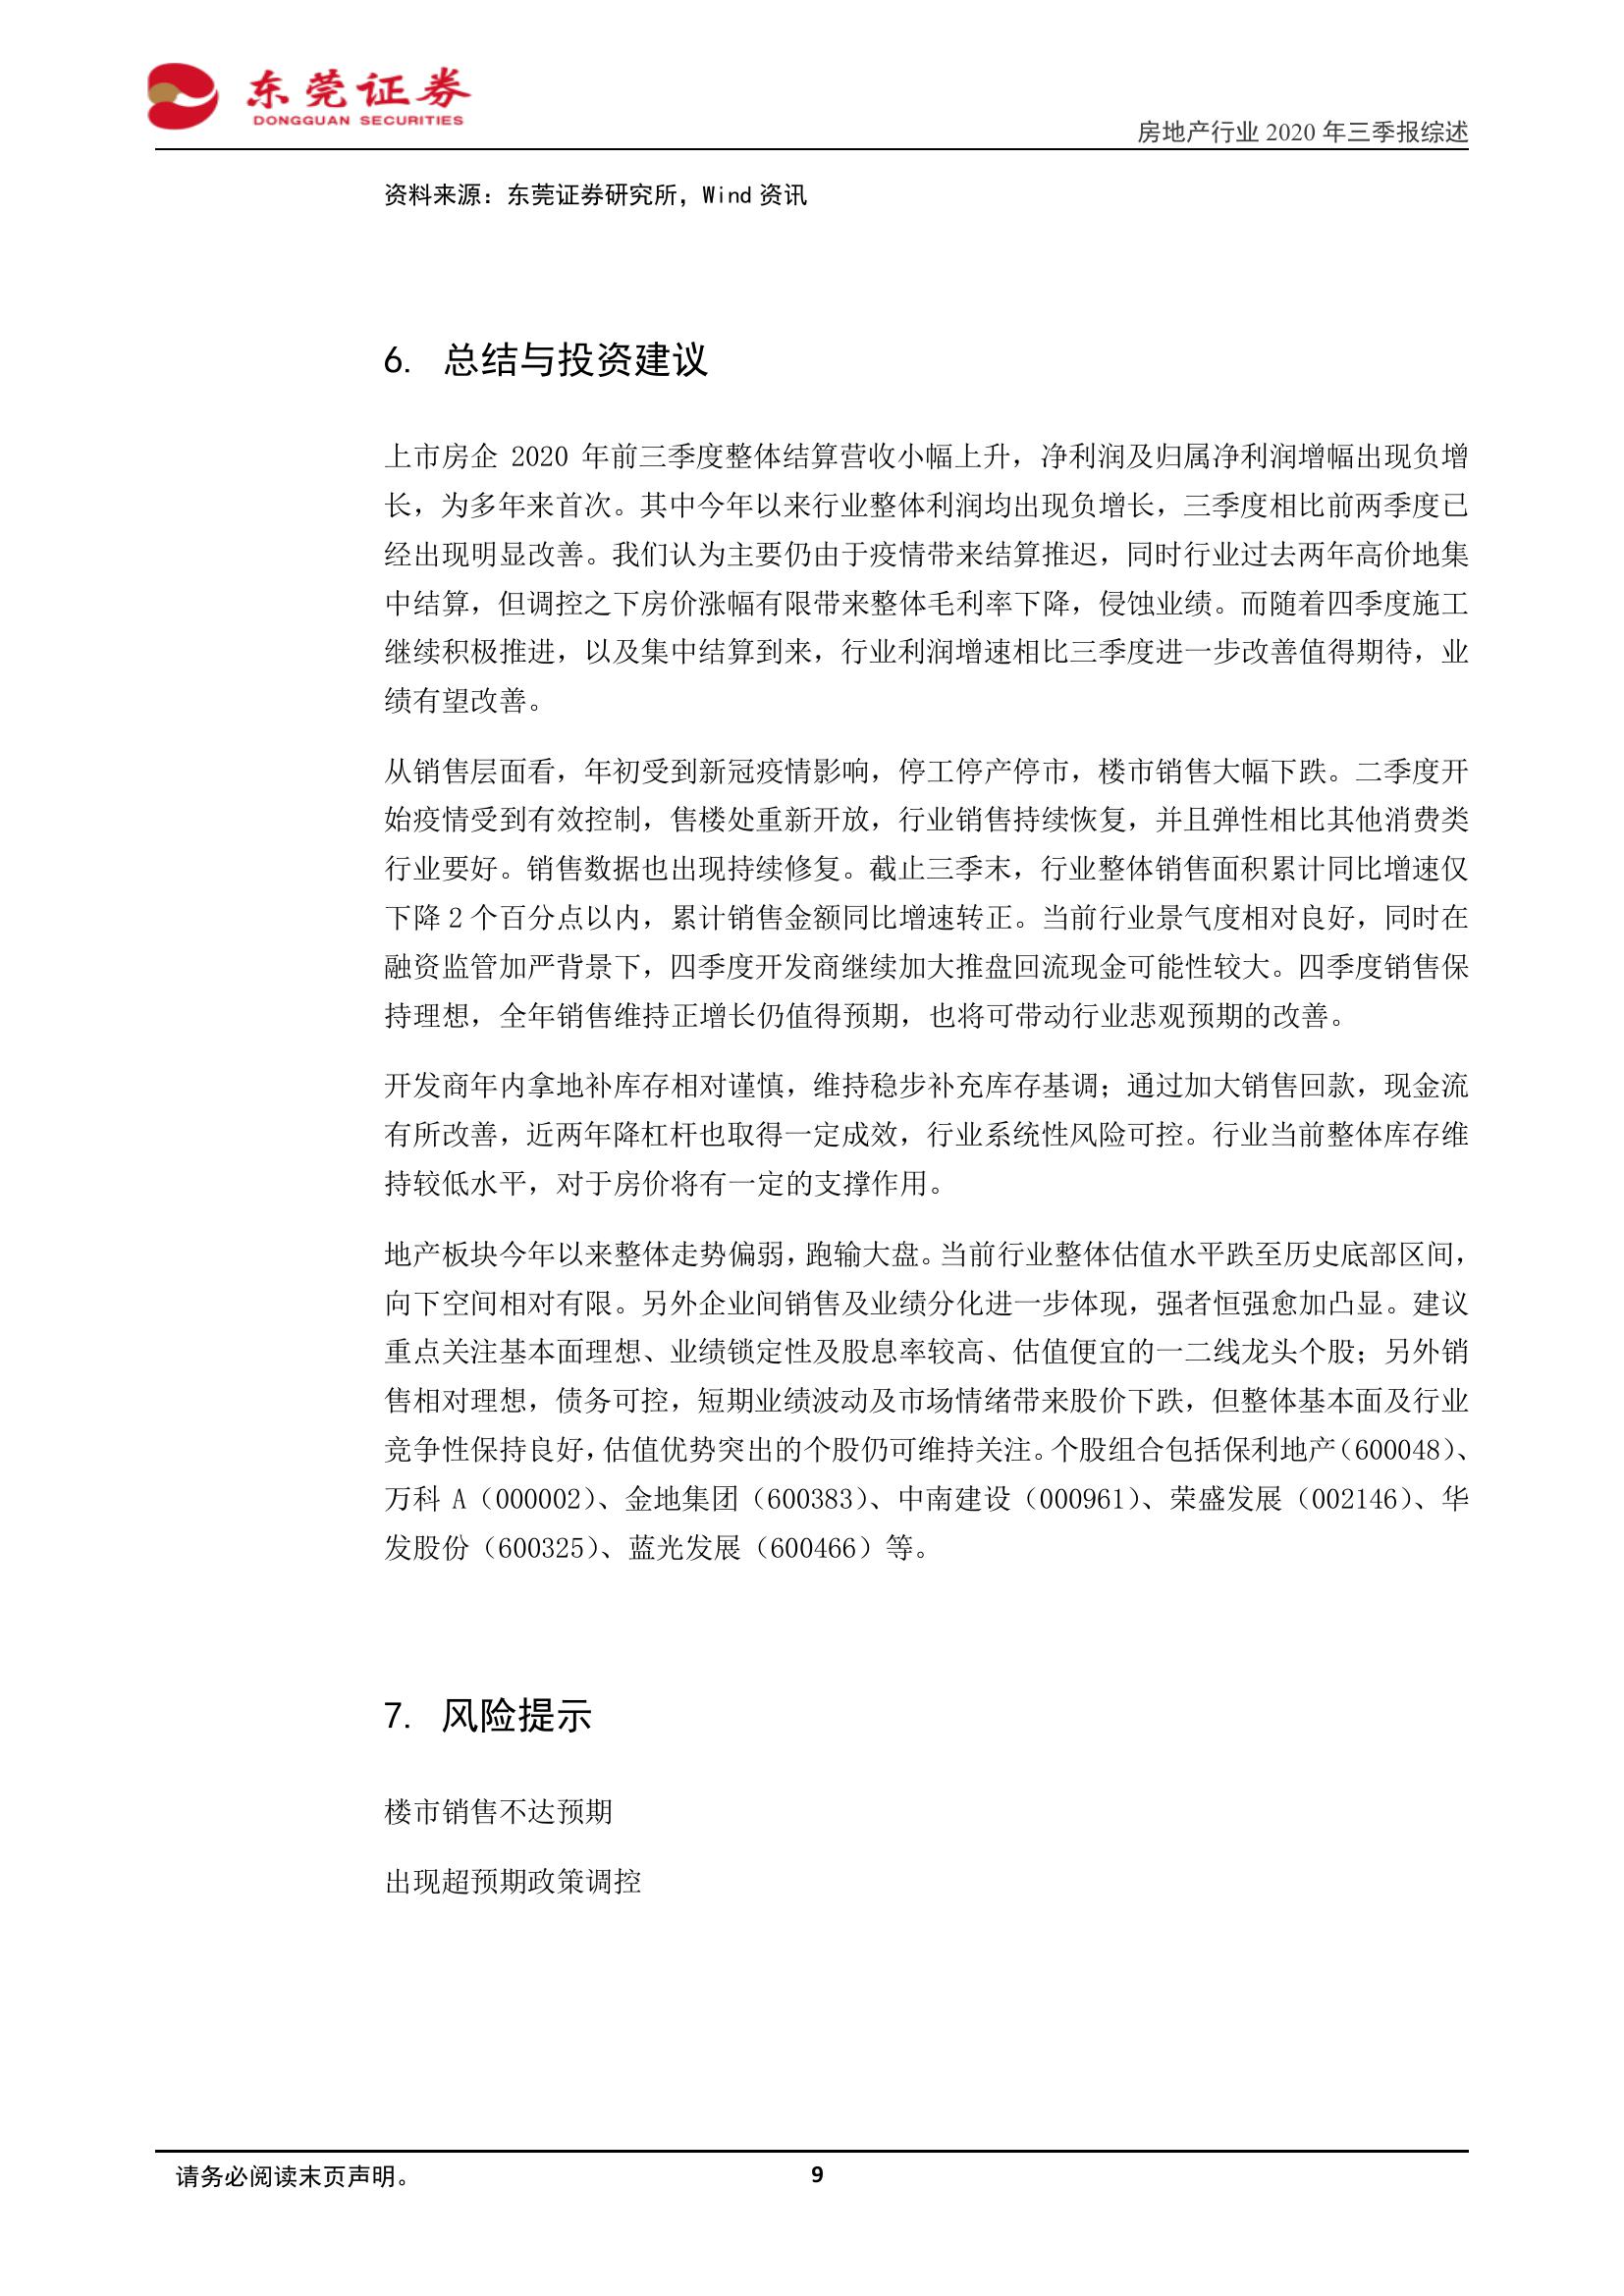 东莞证券
DONGGUAN SECURITIES
房地产行业 2020 年三季报综述
资料来源：东莞证券研究所，Wind 资讯
6. 总结与投资建议
上市房企 2020 年前三季度整体结算营收小幅上升，净利润及归属净利润增幅出现负增
长，为多年来首次。其中今年以来行业整体利润均出现负增长，三季度相比前两季度已
经出现明显改善。我们认为主要仍由于疫情带来结算推迟，同时行业过去两年高价地集
中结算，但调控之下房价涨幅有限带来整体毛利率下降，侵蚀业绩。而随着四季度施工
继续积极推进，以及集中结算到来，行业利润增速相比三季度进一步改善值得期待，业
绩有望改善。
从销售层面看，年初受到新冠疫情影响，停工停产停市，楼市销售大幅下跌。二季度开
始疫情受到有效控制，售楼处重新开放，行业销售持续恢复，并且弹性相比其他消费类
行业要好。销售数据也出现持续修复。截止三季末，行业整体销售面积累计同比增速仅
下降 2 个百分点以内，累计销售金额同比增速转正。当前行业景气度相对良好，同时在
融资监管加严背景下，四季度开发商继续加大推盘回流现金可能性较大。四季度销售保
持理想，全年销售维持正增长仍值得预期，也将可带动行业悲观预期的改善。
开发商年内拿地补库存相对谨慎，维持稳步补充库存基调；通过加大销售回款，现金流
有所改善，近两年降杠杆也取得一定成效，行业系统性风险可控。行业当前整体库存维
持较低水平，对于房价将有一定的支撑作用。
地产板块今年以来整体走势偏弱，跑输大盘。当前行业整体估值水平跌至历史底部区间，
向下空间相对有限。另外企业间销售及业绩分化进一步体现，强者恒强愈加凸显。建议
重点关注基本面理想、业绩锁定性及股息率较高、估值便宜的一二线龙头个股；另外销
售相对理想，债务可控，短期业绩波动及市场情绪带来股价下跌，但整体基本面及行业
竞争性保持良好，估值优势突出的个股仍可维持关注。个股组合包括保利地产（600048）、
万科 A（000002）、金地集团（600383）、中南建设（000961）、荣盛发展（002146）、华
发股份（600325）、蓝光发展（600466）等。
7. 风险提示
楼市销售不达预期
出现超预期政策调控
请务必阅读末页声明。
9